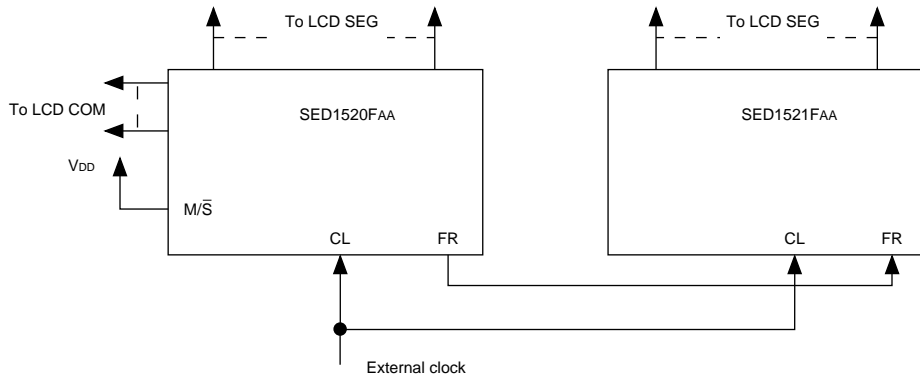 To LCD SEG
To LCD SEG
To LCD COM
SED1520FAA
SED1521FAA
VDD
M/S̅
CL
FR
CL
FR
External clock